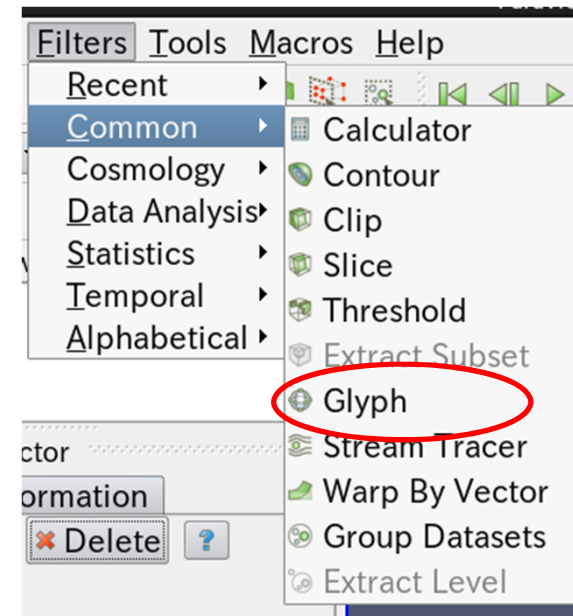 Filters Tools Macros Help
Recent
Common
Cosmology
Data Analysis
Statistics
Temporal
Alphabetical
Calculator
Contour
Clip
Slice
Threshold
Extract Subset
Glyph
Stream Tracer
Warp By Vector
Group Datasets
Extract Level
ctor
ormation
Delete ?